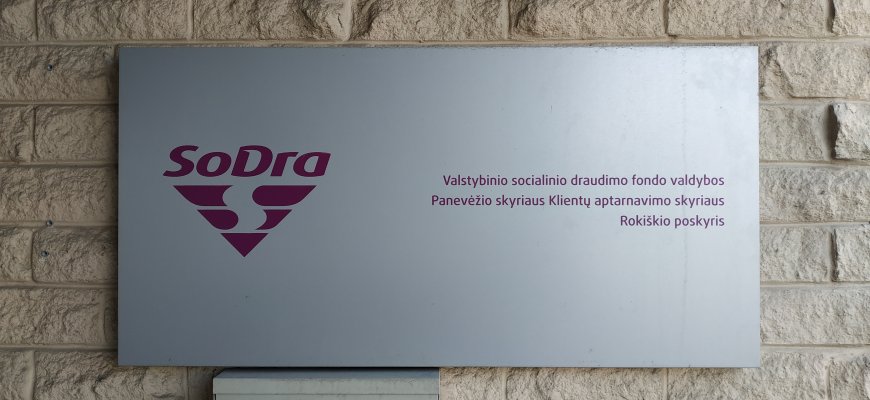 SoDra
Valstybinio socialinio draudimo fondo valdybos
Panevėžio skyriaus Klientų aptarnavimo skyriaus
Rokiškio poskyris